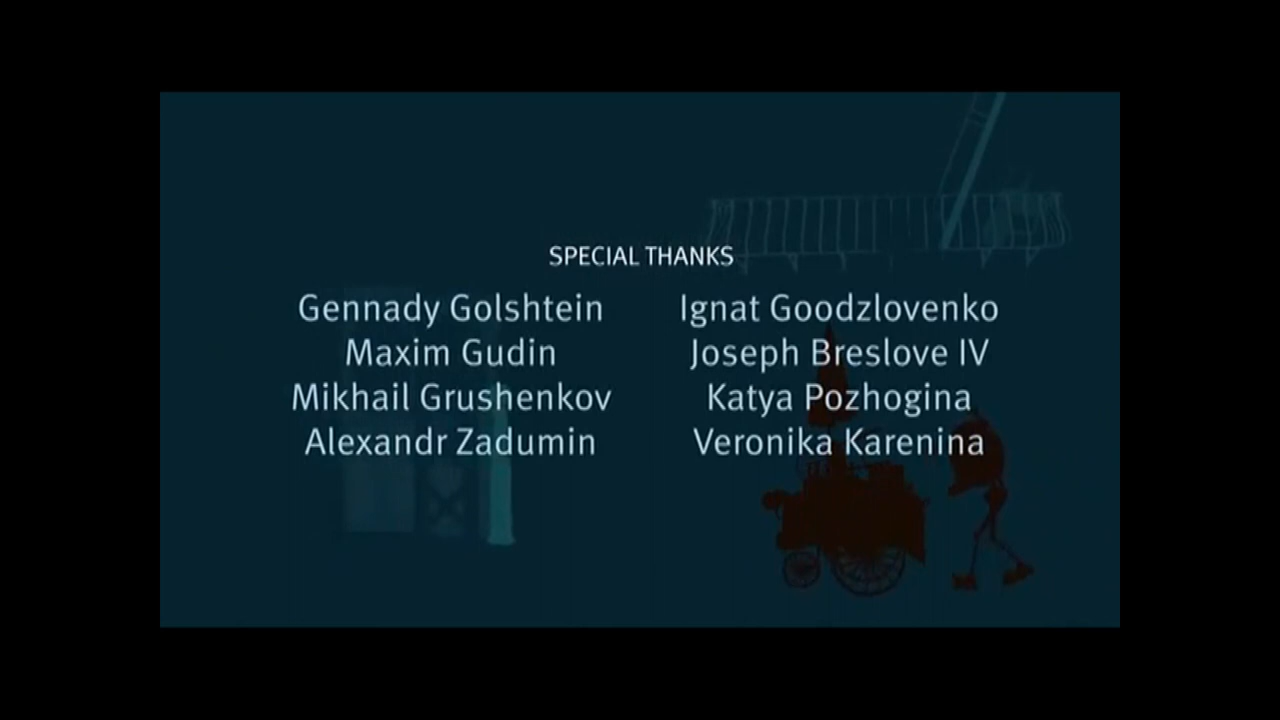 SPECIAL THANKS
Gennady Golshtein
Maxim Gudin
Mikhail Grushenkov
Alexandr Zadumin
Ignat Goodzlovenko
Joseph Breslove IV
Katya Pozhogina
Veronika Karenina